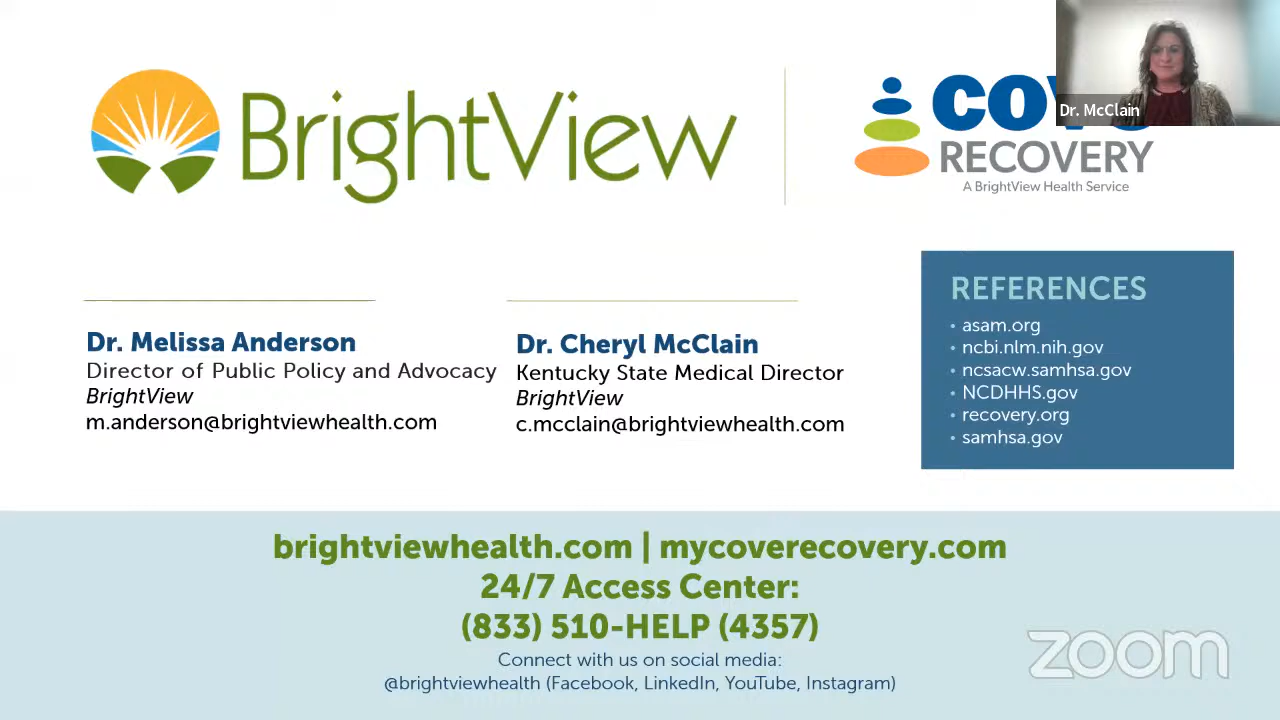 BrightView
RECOVERY
A BrightView Health Service
Dr. McClain
Dr. Melissa Anderson
Director of Public Policy and Advocacy
BrightView
m.anderson@brightviewhealth.com
Dr. Cheryl McClain
Kentucky State Medical Director
BrightView
c.mcclain@brightviewhealth.com
REFERENCES
• asam.org
• ncbi.nlm.nih.gov
• ncsacw.samhsa.gov
• NCDHHS.gov
• recovery.org
• samhsa.gov
brightviewhealth.com | mycoverecovery.com
24/7 Access Center:
(833) 510-HELP (4357)
Connect with us on social media:
@brightviewhealth (Facebook, LinkedIn, YouTube, Instagram)
zoom